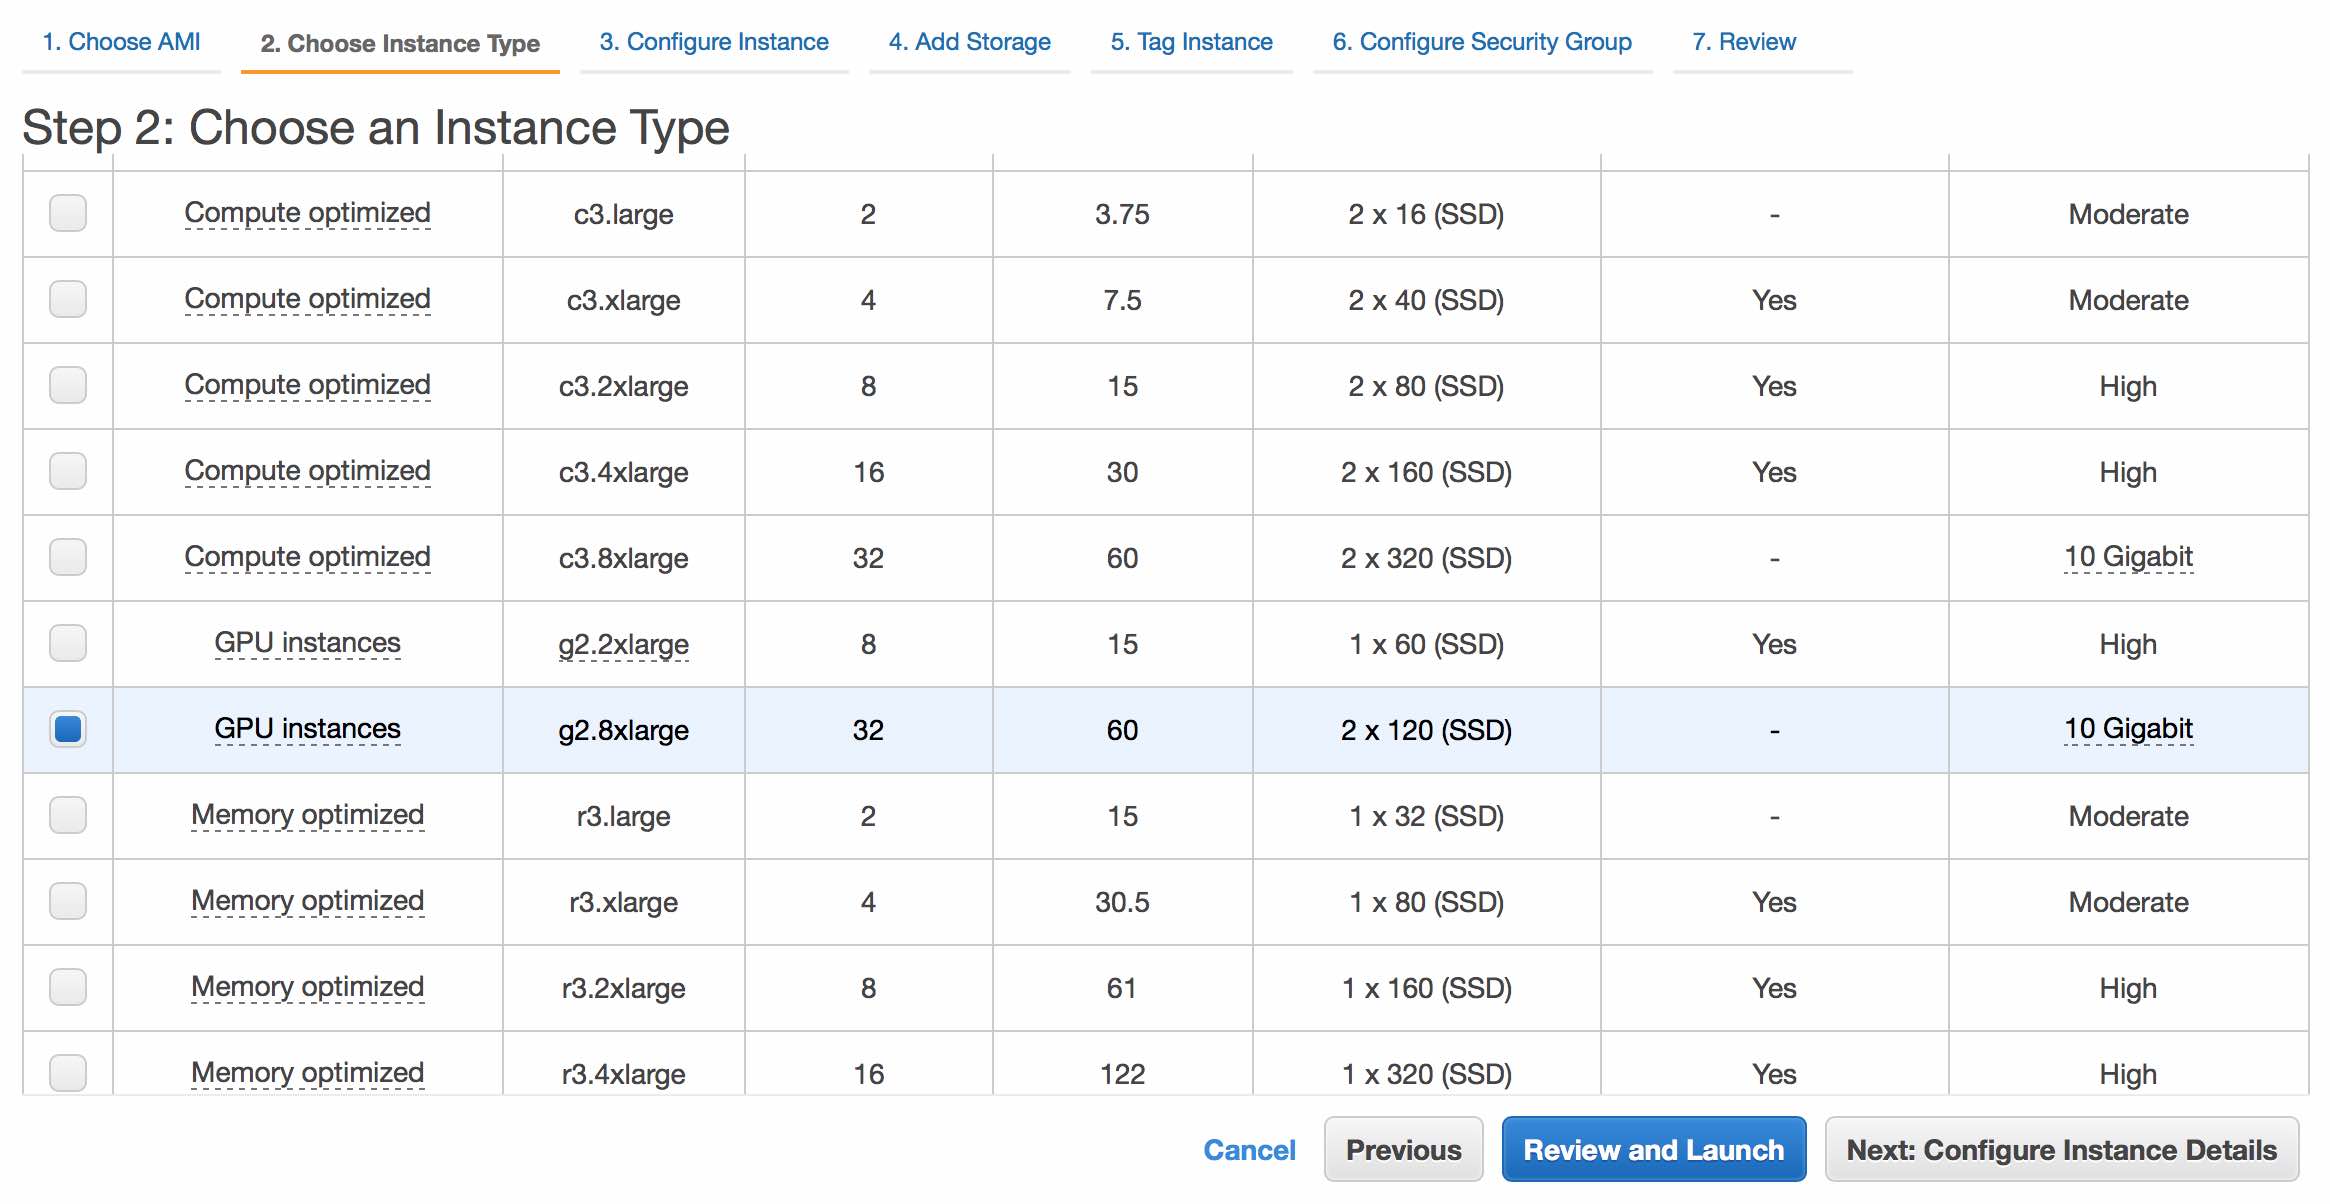 1. Choose AMI 2. Choose Instance Type 3. Configure Instance 4. Add Storage 5. Tag Instance 6. Configure Security Group 7. Review
Step 2: Choose an Instance Type
Compute optimized c3.large 2 3.75 2 x 16 (SSD) - Moderate
Compute optimized c3.xlarge 4 7.5 2 x 40 (SSD) Yes Moderate
Compute optimized c3.2xlarge 8 15 2 x 80 (SSD) Yes High
Compute optimized c3.4xlarge 16 30 2 x 160 (SSD) Yes High
Compute optimized c3.8xlarge 32 60 2 x 320 (SSD) - 10 Gigabit
GPU instances g2.2xlarge 8 15 1 x 60 (SSD) Yes High
GPU instances g2.8xlarge 32 60 2 x 120 (SSD) - 10 Gigabit
Memory optimized r3.large 2 15 1 x 32 (SSD) - Moderate
Memory optimized r3.xlarge 4 30.5 1 x 80 (SSD) Yes Moderate
Memory optimized r3.2xlarge 8 61 1 x 160 (SSD) Yes High
Memory optimized r3.4xlarge 16 122 1 x 320 (SSD) Yes High
Cancel Previous Review and Launch Next: Configure Instance Details